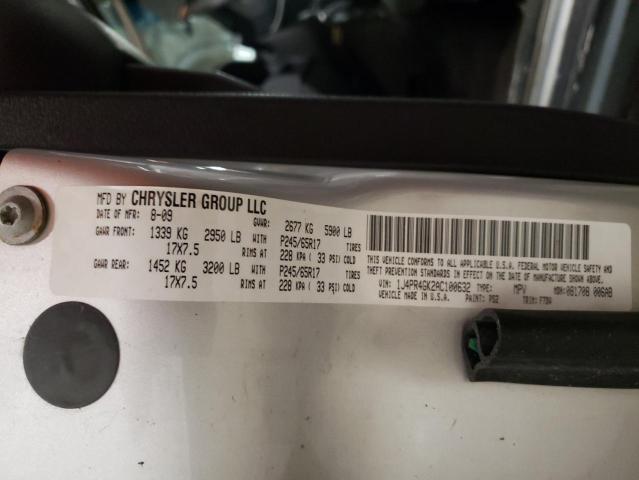 MFD BY CHRYSLER GROUP LLC
DATE OF MFR: 8-09 GVWR: 2677 KG 5900 LB
GAWR FRONT: 1339 KG 2950 LB WITH P245/65R17 TIRES
17X7.5 RIMS AT 228 KPA ( 33 PSI) COLD
GAWR REAR: 1452 KG 3200 LB WITH P245/65R17 TIRES
17X7.5 RIMS AT 228 KPA ( 33 PSI) COLD
THIS VEHICLE CONFORMS TO ALL APPLICABLE U.S.A. FEDERAL MOTOR VEHICLE SAFETY AND
THEFT PREVENTION STANDARDS IN EFFECT ON THE DATE OF MANUFACTURE SHOWN ABOVE.
VIN: 1J4PR4GK2AC100632 TYPE: MPV MDH: 081708 006AB
VEHICLE MADE IN U.S.A. PAINT: PS2 TRIM: